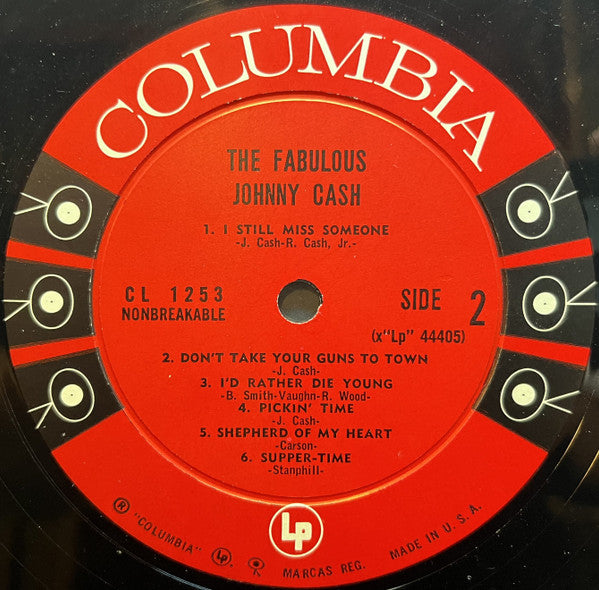 COLUMBIA
THE FABULOUS
JOHNNY CASH
1. I STILL MISS SOMEONE
-J. Cash-R. Cash, Jr.-
CL 1253
NONBREAKABLE
SIDE 2
(x"Lp" 44405)
2. DON'T TAKE YOUR GUNS TO TOWN
-J. Cash-
3. I'D RATHER DIE YOUNG
-B. Smith-Vaughn-R. Wood-
4. PICKIN' TIME
-J. Cash-
5. SHEPHERD OF MY HEART
-Carson-
6. SUPPER-TIME
-Stanphill-
Lp
® "COLUMBIA" Lp. MARCAS REG. MADE IN U. S. A.